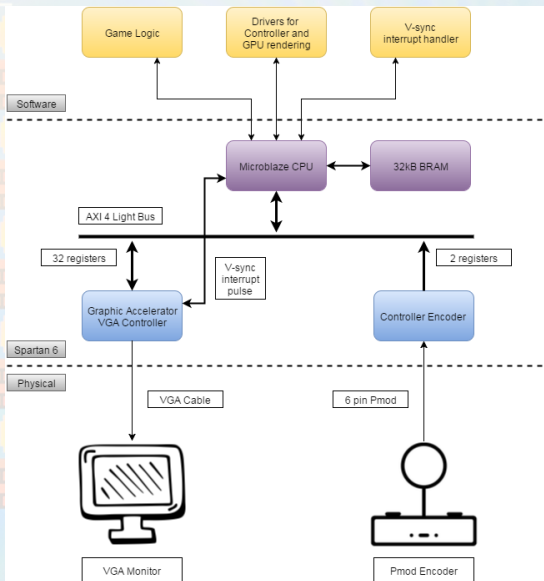 Game Logic
Drivers for
Controller and
GPU rendering
V-sync
interrupt handler
Software
Microblaze CPU
32kB BRAM
AXI 4 Light Bus
32 registers
V-sync
interrupt
pulse
2 registers
Graphic Accelerator
VGA Controller
Controller Encoder
Spartan 6
Physical
VGA Cable
6 pin Pmod
VGA Monitor
Pmod Encoder